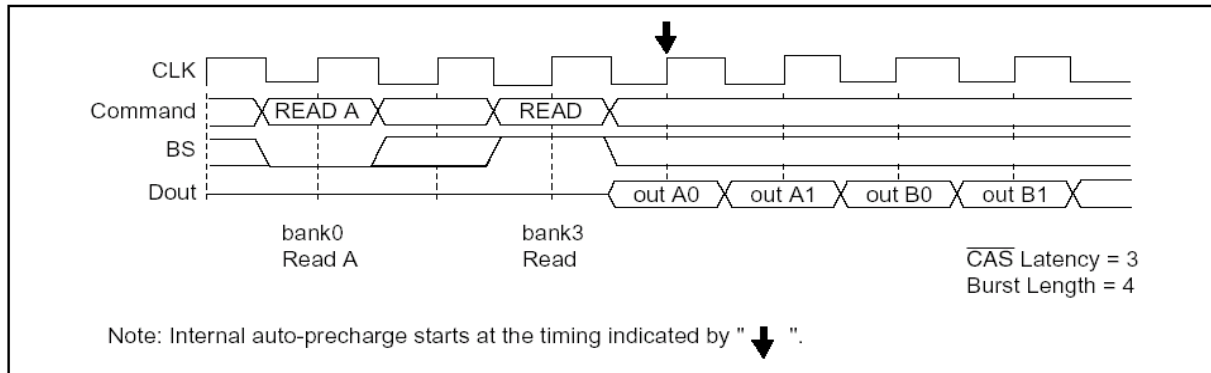 CLK
Command READ A READ
BS
Dout out A0 out A1 out B0 out B1
bank0 bank3
Read A Read
CAS Latency = 3
Burst Length = 4
Note: Internal auto-precharge starts at the timing indicated by " ".